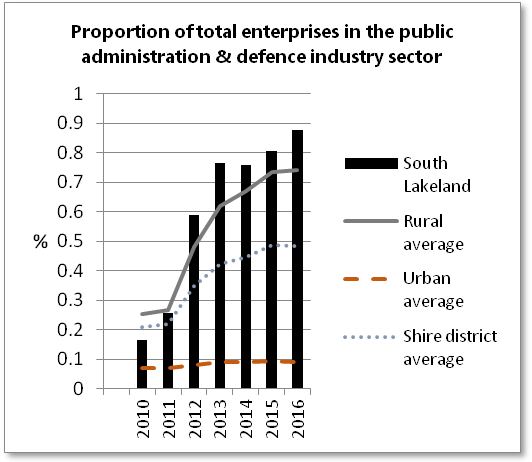 Proportion of total enterprises in the public
administration & defence industry sector
1
0.9
0.8
0.7
0.6
0.5
0.4
0.3
0.2
0.1
0
%
2010
2011
2012
2013
2014
2015
2016
South
Lakeland
Rural
average
Urban
average
Shire district
average